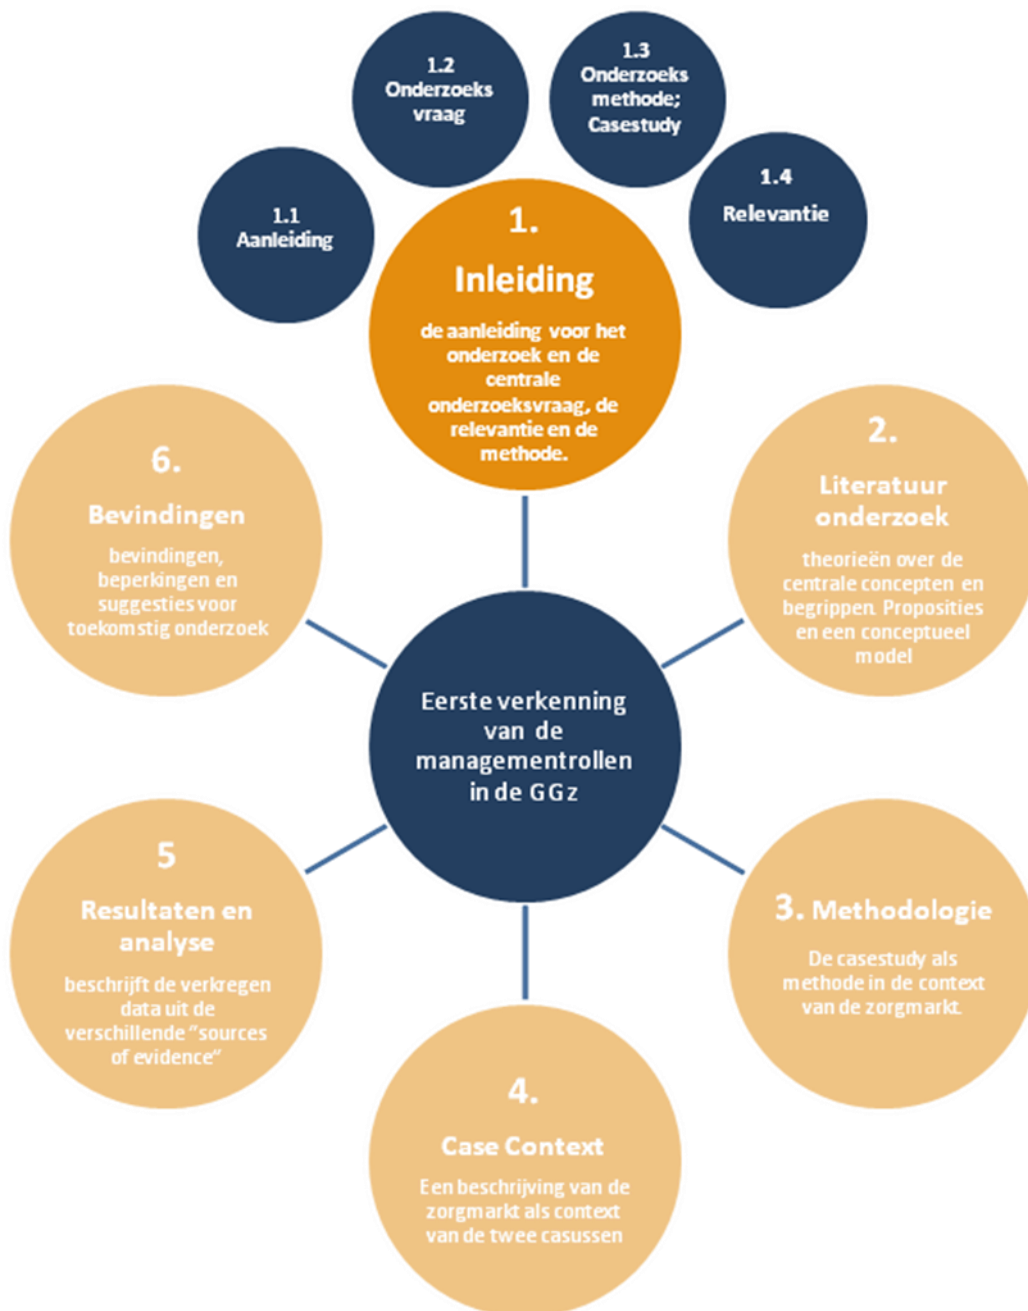 1.1
Aanleiding
1.2
Onderzoeks
vraag
1.3
Onderzoeks
methode;
Casestudy
1.4
Relevantie
1.
Inleiding
de aanleiding voor het
onderzoek en de
centrale
onderzoeksvraag, de
relevantie en de
methode.
2.
Literatuur
onderzoek
theorieën over de
centrale concepten en
begrippen. Proposities
en een conceptueel
model
3. Methodologie
De casestudy als
methode in de context
van de zorgmarkt.
4.
Case Context
Een beschrijving van de
zorgmarkt als context
van de twee casussen
5
Resultaten en
analyse
beschrijft de verkregen
data uit de
verschillende "sources
of evidence"
6.
Bevindingen
bevindingen,
beperkingen en
suggesties voor
toekomstig onderzoek
Eerste verkenning
van de
managementrollen
in de GGz